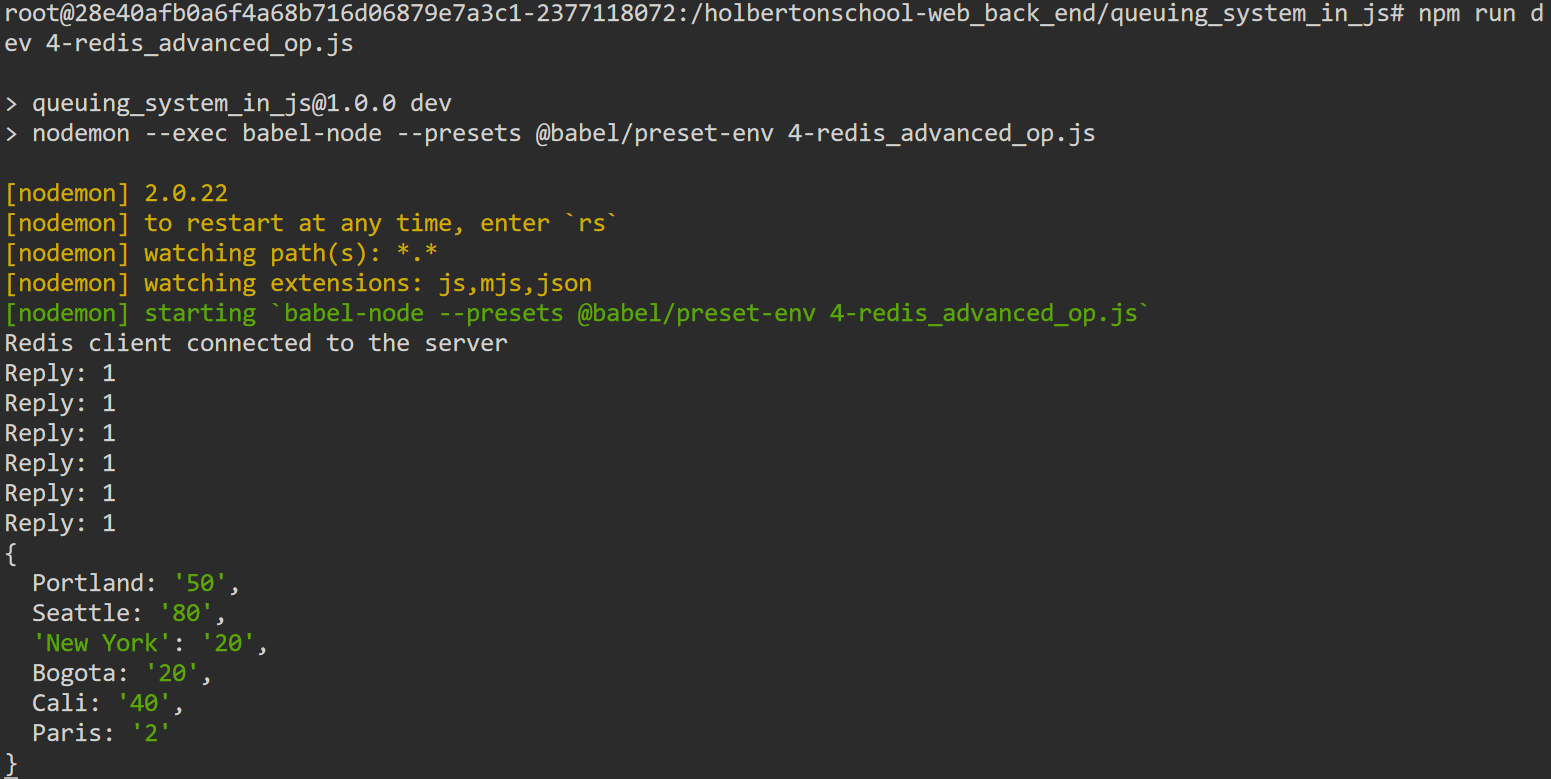 root@28e40afb0a6f4a68b716d06879e7a3c1-2377118072:/holbertonschool-web_back_end/queuing_system_in_js# npm run d
ev 4-redis_advanced_op.js
> queuing_system_in_js@1.0.0 dev
> nodemon --exec babel-node --presets @babel/preset-env 4-redis_advanced_op.js
[nodemon] 2.0.22
[nodemon] to restart at any time, enter `rs`
[nodemon] watching path(s): *.*
[nodemon] watching extensions: js,mjs,json
[nodemon] starting `babel-node --presets @babel/preset-env 4-redis_advanced_op.js`
Redis client connected to the server
Reply: 1
Reply: 1
Reply: 1
Reply: 1
Reply: 1
Reply: 1
{
  Portland: '50',
  Seattle: '80',
  'New York': '20',
  Bogota: '20',
  Cali: '40',
  Paris: '2'
}